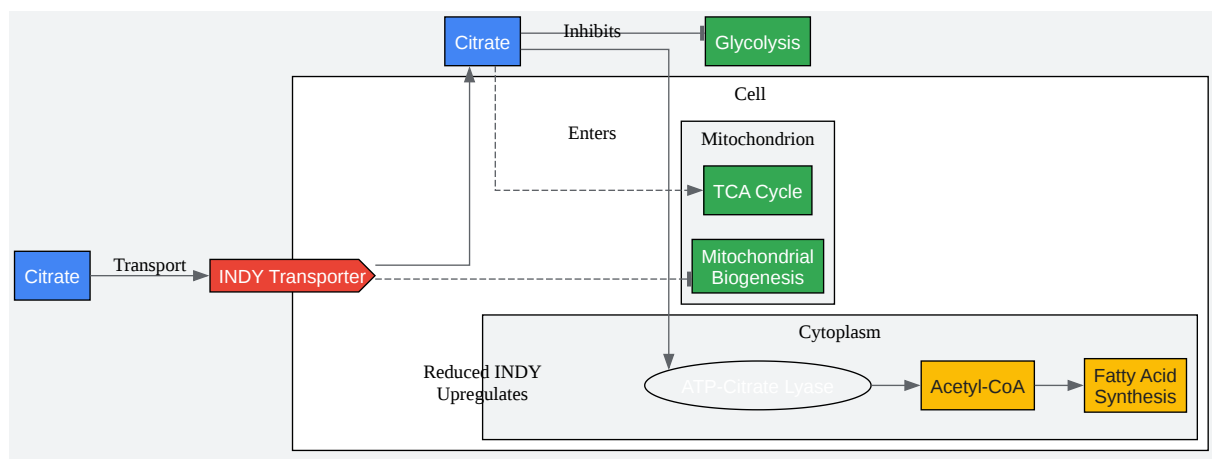 Citrate
Inhibits
Glycolysis
Cell
Enters
Mitochondrion
TCA Cycle
Citrate
Transport
INDY Transporter
Mitochondrial
Biogenesis
Cytoplasm
Reduced INDY
Upregulates
ATP-Citrate Lyase
Acetyl-CoA
Fatty Acid
Synthesis